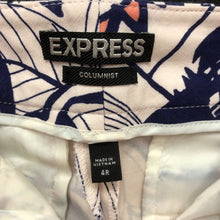 EXPRESS
COLUMNIST
MADE IN
VIETNAM
4R